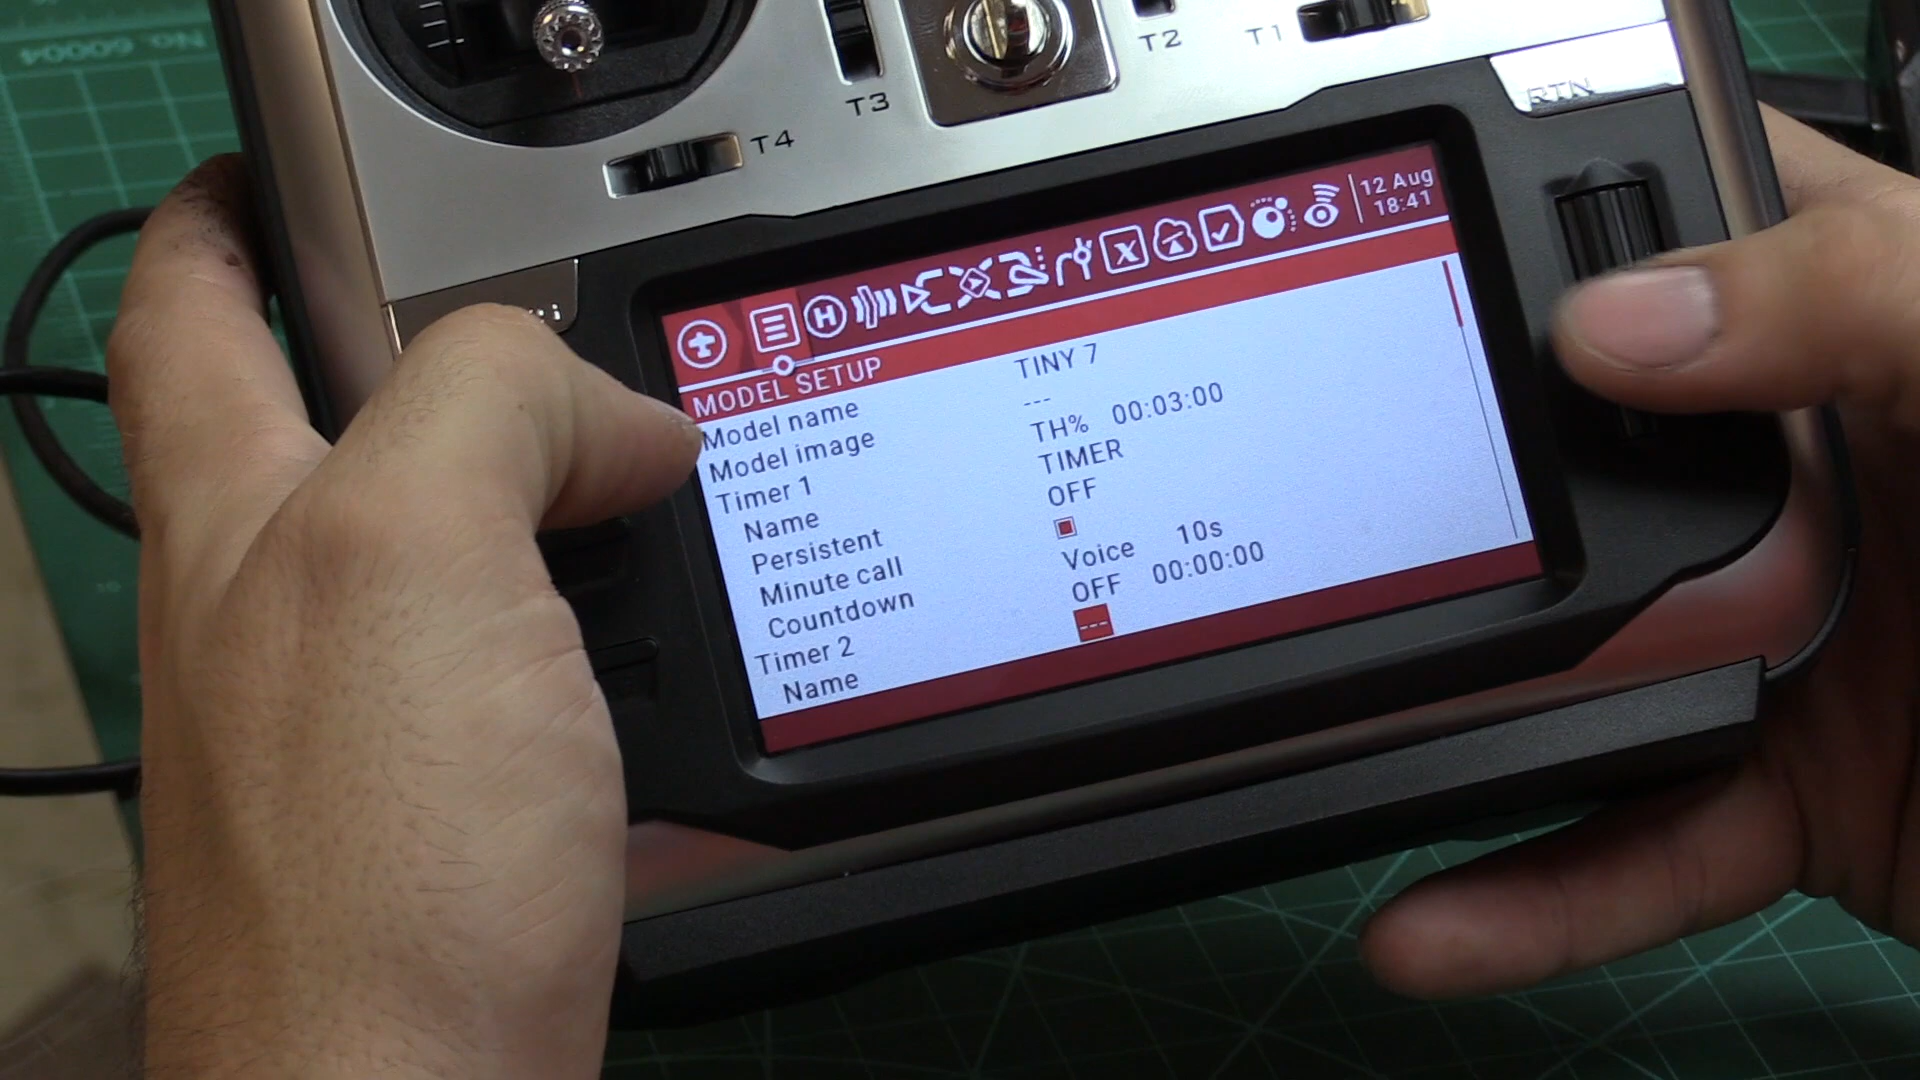 No. 60004
T3
T4
T2
T1
RTN
12 Aug
18:41
H
x
MODEL SETUP
Model name TINY 7
Model image ---
Timer 1 TH% 00:03:00
Name TIMER
Persistent OFF
Minute call
Countdown Voice 10s
Timer 2 OFF 00:00:00
Name ---